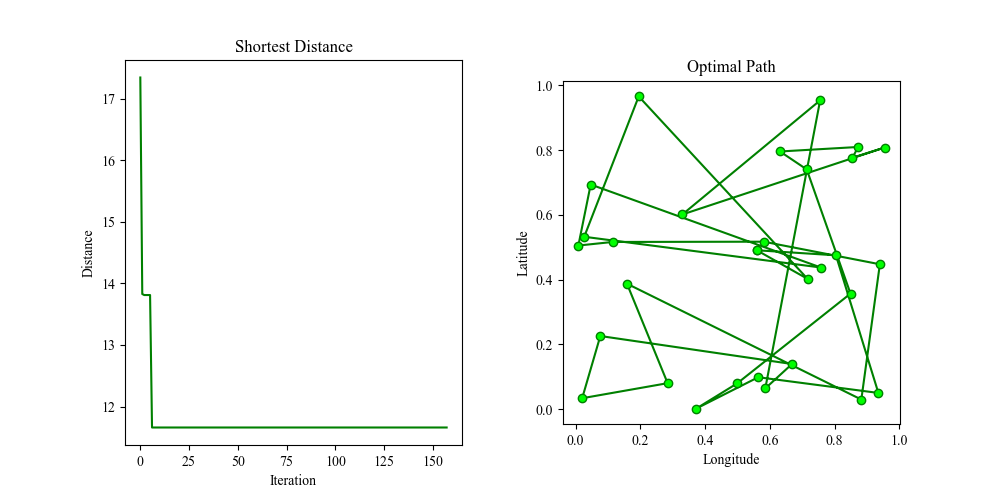 Shortest Distance
Distance
17
16
15
14
13
12
0 25 50 75 100 125 150
Iteration
Optimal Path
Latitude
1.0
0.8
0.6
0.4
0.2
0.0
0.0 0.2 0.4 0.6 0.8 1.0
Longitude